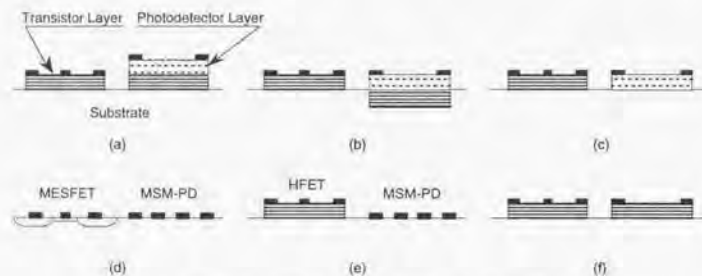 Transistor Layer
Photodetector Layer
Substrate
(a)
(b)
(c)
MESFET
MSM-PD
HFET
MSM-PD
(d)
(e)
(f)